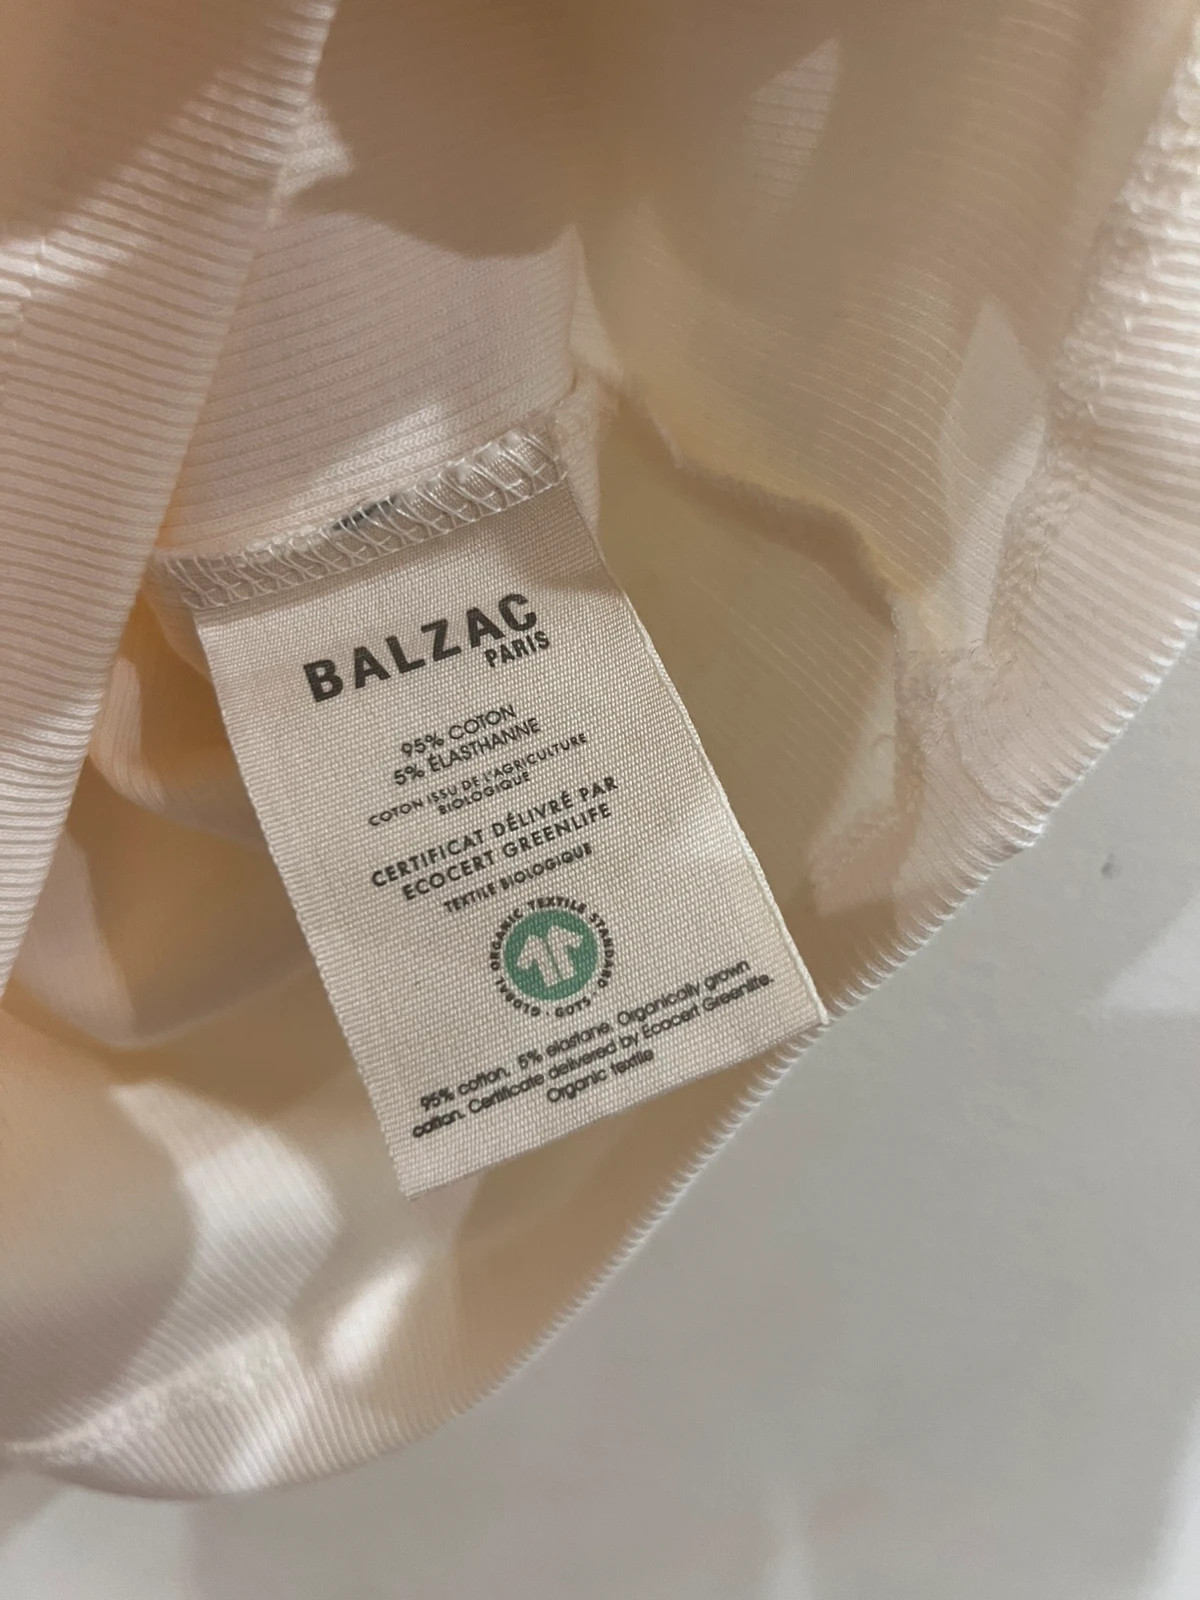 BALZAC
PARIS
95% COTON
5% ÉLASTHANNE
COTON ISSU DE L'AGRICULTURE
BIOLOGIQUE
CERTIFICAT DÉLIVRÉ PAR
ECOCERT GREENLIFE
TEXTILE BIOLOGIQUE
GLOBAL ORGANIC TEXTILE STANDARD · GOTS ·
95% cotton, 5% elastane. Organically grown
cotton. Certificate delivered by Ecocert Greenlife.
Organic textile